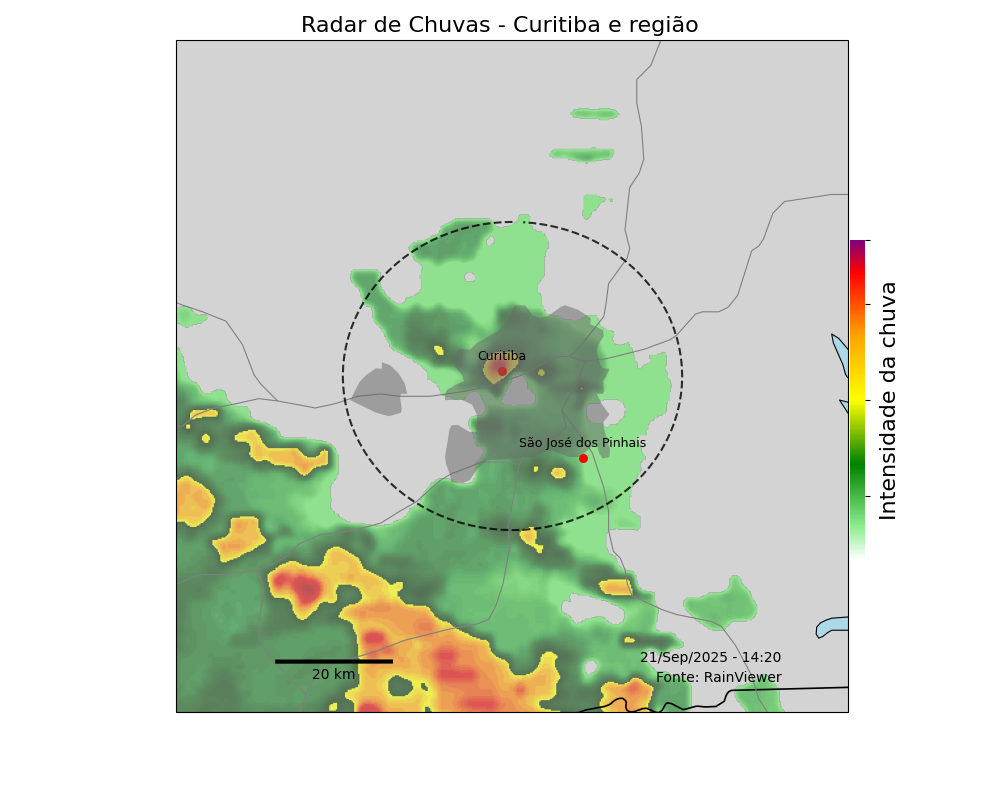 Radar de Chuvas - Curitiba e região
Curitiba
São José dos Pinhais
Intensidade da chuva
21/Sep/2025 - 14:20
20 km
Fonte: RainViewer